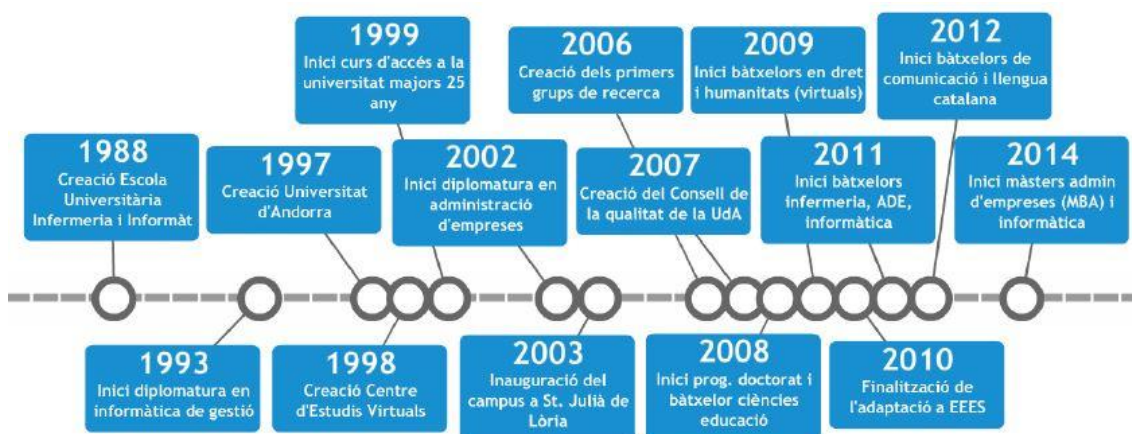 1988
Creació Escola
Universitària
Infermeria i Informàt
1993
Inici diplomatura en
informàtica de gestió
1997
Creació Universitat
d'Andorra
1998
Creació Centre
d'Estudis Virtuals
1999
Inici curs d'accés a la
universitat majors 25
any
2002
Inici diplomatura en
administració
d'empreses
2003
Inauguració del
campus a St. Julià de
Lòria
2006
Creació dels primers
grups de recerca
2007
Creació del Consell de
la qualitat de la UdA
2008
Inici prog. doctorat i
bàtxelor ciències
educació
2009
Inici bàtxelors en dret
i humanitats (virtuals)
2010
Finalització de
l'adaptació a EEES
2011
Inici bàtxelors
infermeria, ADE,
informàtica
2012
Inici bàtxelors de
comunicació i llengua
catalana
2014
Inici màsters admin
d'empreses (MBA) i
informàtica